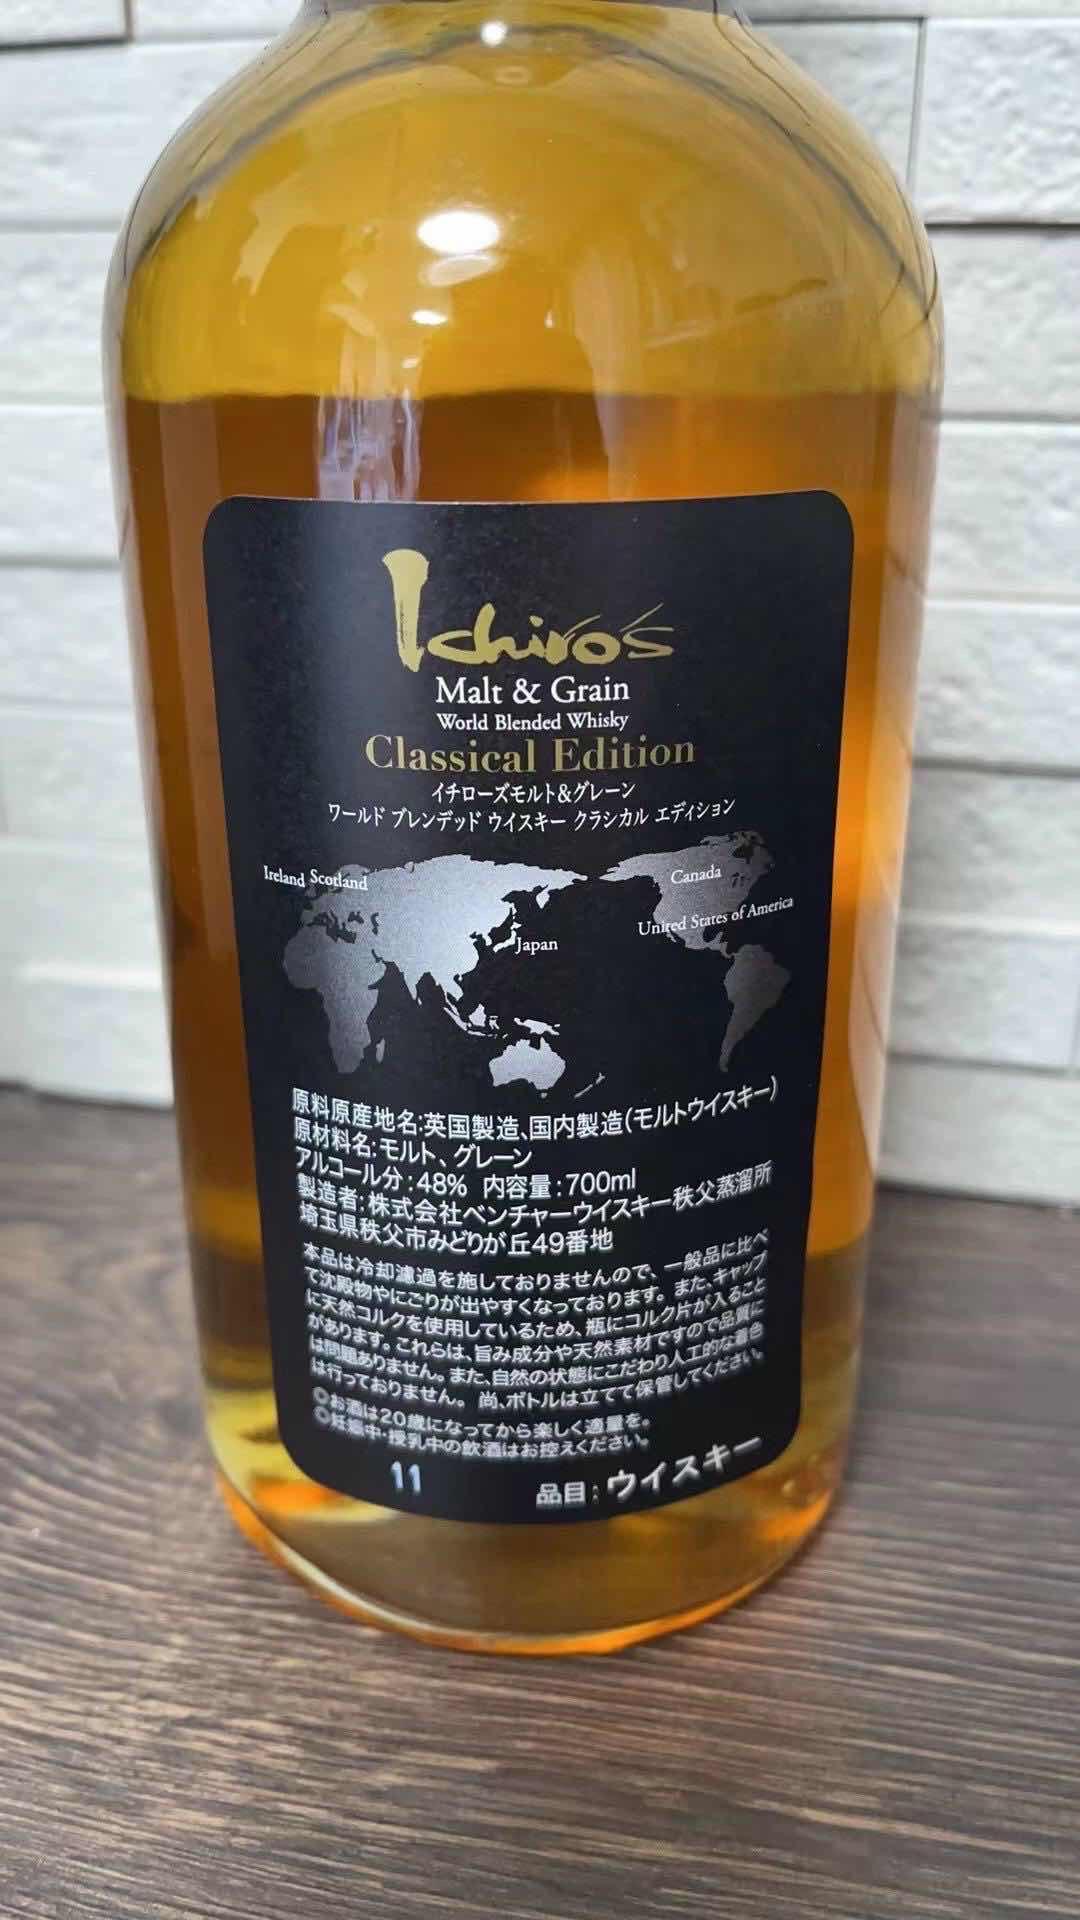 Ichiro's
Malt & Grain
World Blended Whisky
Classical Edition
イチローズモルト&グレーン
ワールド ブレンデッド ウイスキー クラシカル エディション
Ireland Scotland
Canada
United States of America
Japan
原料原産地名:英国製造、国内製造(モルトウイスキー)
原材料名:モルト、グレーン
アルコール分:48% 内容量:700ml
製造者:株式会社ベンチャーウイスキー秩父蒸溜所
埼玉県秩父市みどりが丘49番地
本品は冷却濾過を施しておりませんので、一般品に比べ
て沈殿物やにごりが出やすくなっております。また、キャップ
に天然コルクを使用しているため、瓶にコルク片が入ること
があります。これらは、旨み成分や天然素材ですので品質に
は問題ありません。また、自然の状態にこだわり人工的な着色
は行っておりません。尚、ボトルは立てて保管してください。
◎お酒は20歳になってから楽しく適量を。
◎妊娠中・授乳中の飲酒はお控えください。
11
品目:ウイスキー